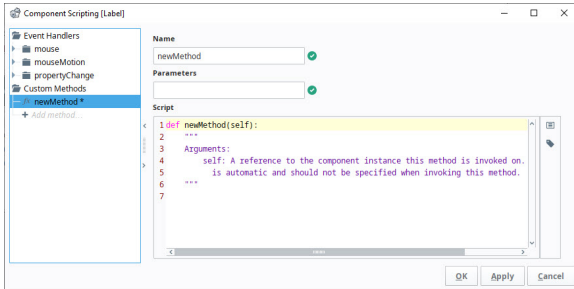 Component Scripting [Label]
Event Handlers
mouse
mouseMotion
propertyChange
Custom Methods
newMethod *
Add method...
Name
newMethod
Parameters
Script
1 def newMethod(self):
2 """
3 Arguments:
4 self: A reference to the component instance this method is invoked on.
5 is automatic and should not be specified when invoking this method.
6 """
7
OK Apply Cancel